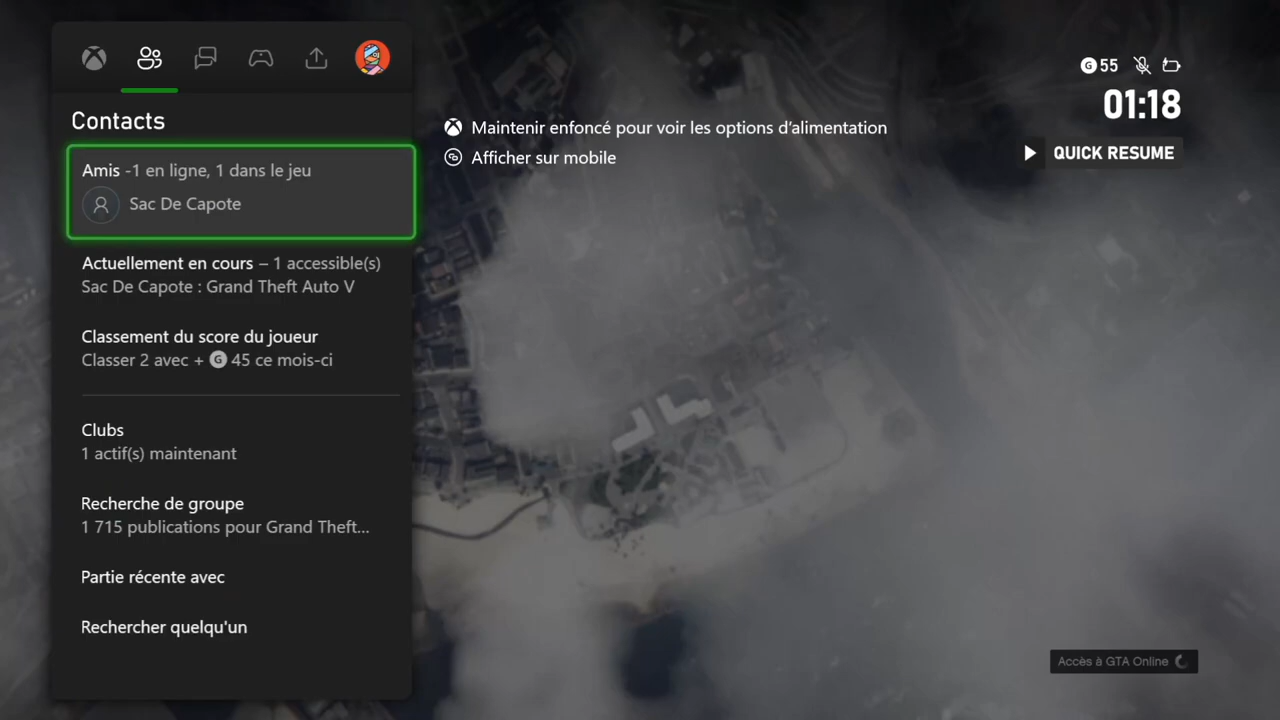 Contacts
Amis -1 en ligne, 1 dans le jeu
Sac De Capote
Actuellement en cours – 1 accessible(s)
Sac De Capote : Grand Theft Auto V
Classement du score du joueur
Classer 2 avec + G 45 ce mois-ci
Clubs
1 actif(s) maintenant
Recherche de groupe
1 715 publications pour Grand Theft...
Partie récente avec
Rechercher quelqu'un
Maintenir enfoncé pour voir les options d'alimentation
Afficher sur mobile
G 55
01:18
QUICK RESUME
Accès à GTA Online